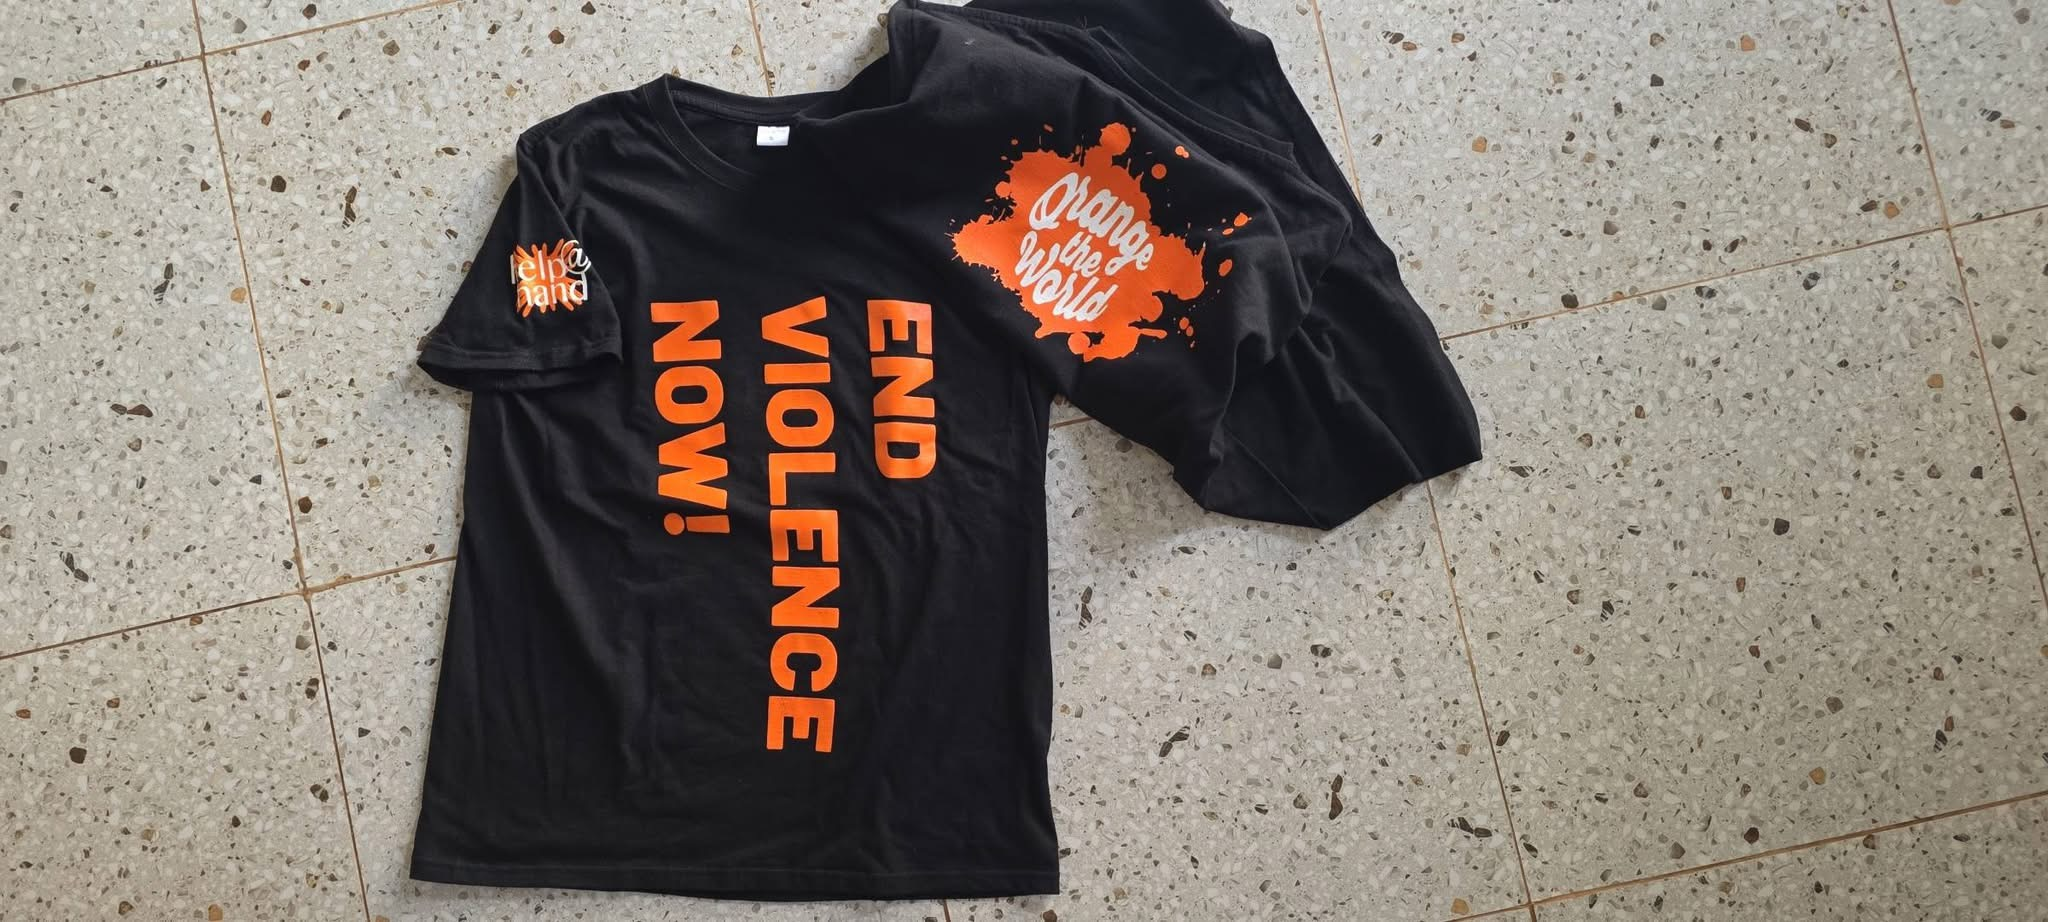 help@
hand
END
VIOLENCE
NOW!
Orange
the
World